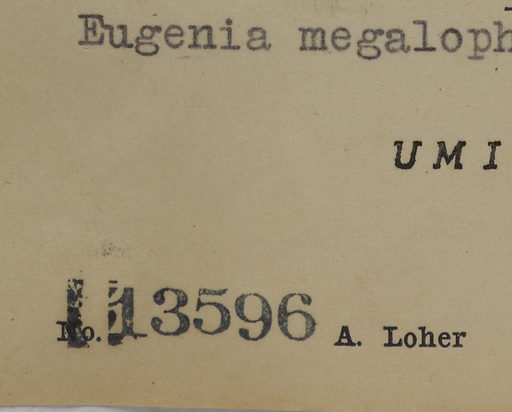 Eugenia megaloph
UMI
No. 13596 A. Loher